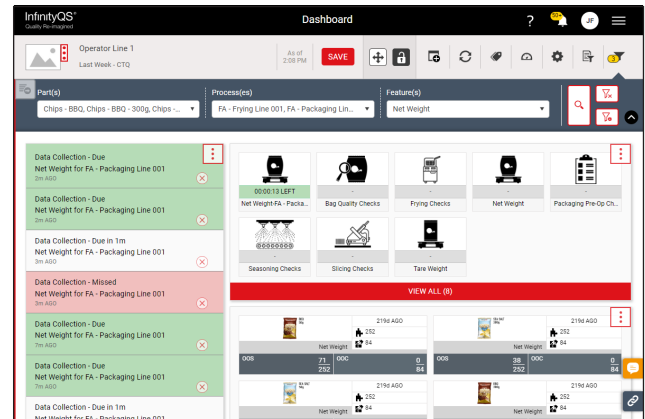 InfinityQS®
Quality Re-imagined
Dashboard
?
50+
JF
Operator Line 1
Last Week - CTQ
As of
2:08 PM
SAVE
3
Part(s)
Chips - BBQ, Chips - BBQ - 300g, Chips -...
Process(es)
FA - Frying Line 001, FA - Packaging Lin...
Feature(s)
Net Weight
Data Collection - Due
Net Weight for FA - Packaging Line 001
2m AGO
Data Collection - Due
Net Weight for FA - Packaging Line 001
2m AGO
Data Collection - Due in 1m
Net Weight for FA - Packaging Line 001
3m AGO
Data Collection - Missed
Net Weight for FA - Packaging Line 001
3m AGO
Data Collection - Due
Net Weight for FA - Packaging Line 001
7m AGO
Data Collection - Due
Net Weight for FA - Packaging Line 001
7m AGO
Data Collection - Due in 1m
Net Weight for FA - Packaging Line 001
00:00:13 LEFT
-
-
-
-
Net Weight-FA - Packa...
Bag Quality Checks
Frying Checks
Net Weight
Packaging Pre-Op Ch...
-
-
-
Seasoning Checks
Slicing Checks
Tare Weight
VIEW ALL (8)
219d AGO
252
Net Weight
84
OOS
71
252
OOC
0
84
219d AGO
252
Net Weight
84
OOS
38
252
OOC
0
84
219d AGO
252
Net Weight
84
219d AGO
252
Net Weight
84